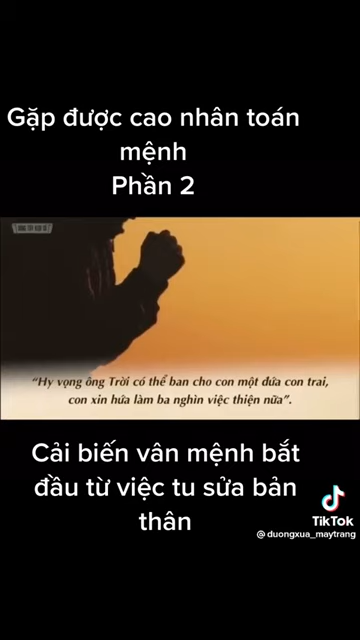 Gặp được cao nhân toán
mệnh
Phần 2
"Hy vọng ông Trời có thể ban cho con một đứa con trai,
con xin hứa làm ba nghìn việc thiện nữa".
Cải biến vân mệnh bắt
đầu từ việc tu sửa bản
thân
TikTok
@duongxua_maytrang